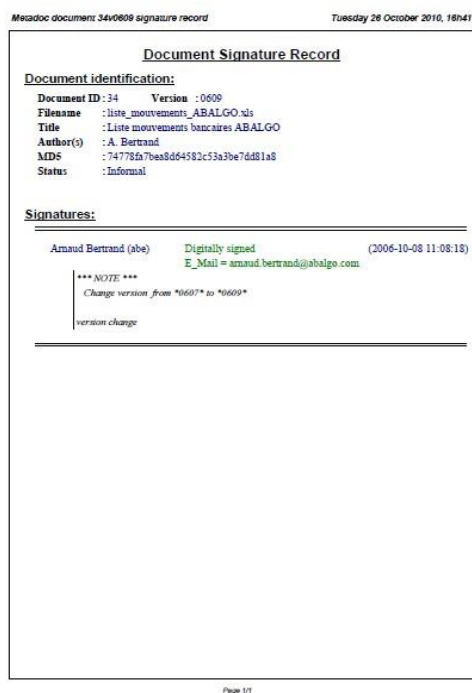 Metadoc document 34v0609 signature record Tuesday 26 October 2010, 16h41
Document Signature Record
Document identification:
Document ID : 34 Version : 0609
Filename : liste_mouvements_ABALGO.xls
Title : Liste mouvements bancaires ABALGO
Author(s) : A. Bertrand
MD5 : 74778fa7bea8d64582c53a3be7dd81a8
Status : Informal
Signatures:
Arnaud Bertrand (abe) Digitally signed (2006-10-08 11:08:18)
E_Mail = arnaud.bertrand@abalgo.com
*** NOTE ***
Change version from *0607* to *0609*
version change
Page 1/1